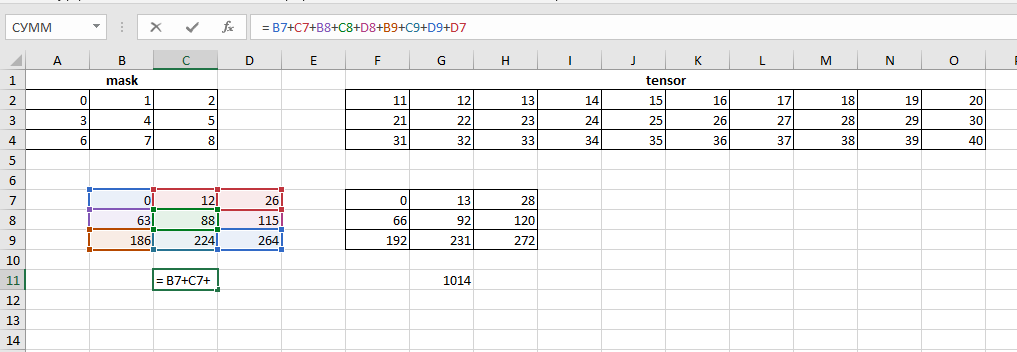 СУММ = B7+C7+B8+C8+D8+B9+C9+D9+D7
A B C D E F G H I J K L M N O
1 mask tensor
2 0 1 2 11 12 13 14 15 16 17 18 19 20
3 3 4 5 21 22 23 24 25 26 27 28 29 30
4 6 7 8 31 32 33 34 35 36 37 38 39 40
5
6
7 0 12 26 0 13 28
8 63 88 115 66 92 120
9 186 224 264 192 231 272
10
11 = B7+C7+ 1014
12
13
14